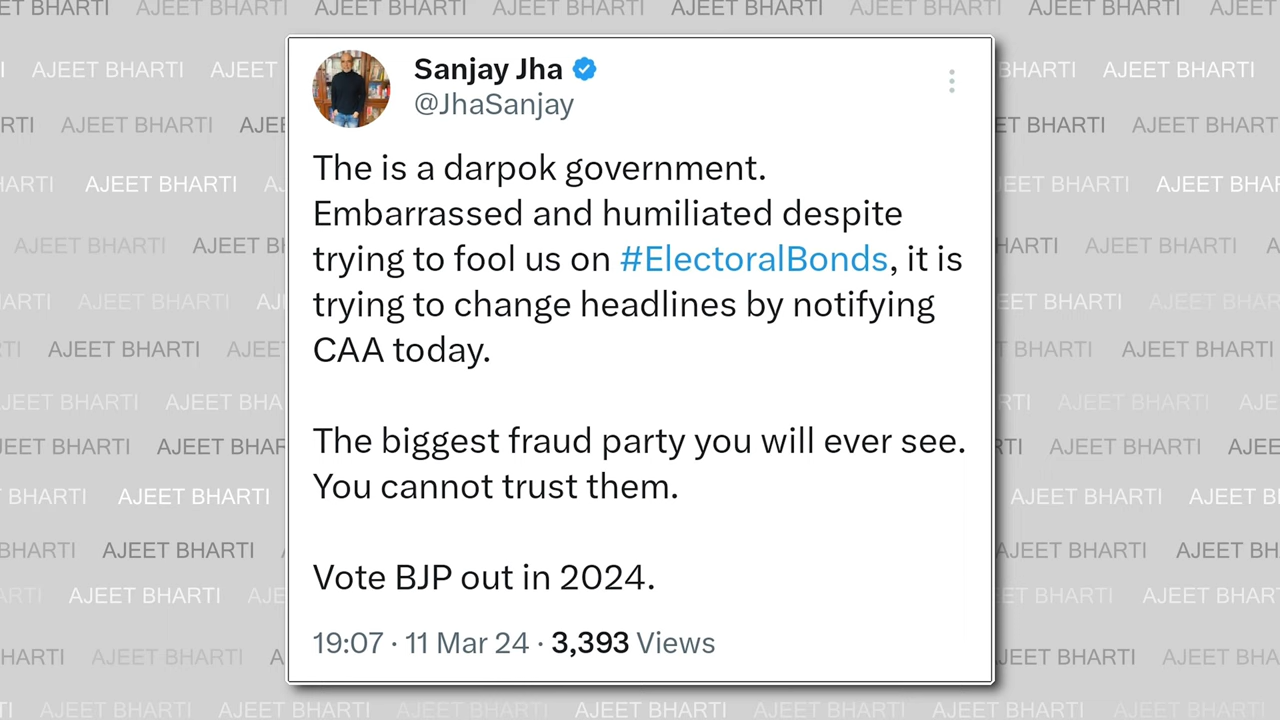 Sanjay Jha
@JhaSanjay
The is a darpok government.
Embarrassed and humiliated despite
trying to fool us on #ElectoralBonds, it is
trying to change headlines by notifying
CAA today.
The biggest fraud party you will ever see.
You cannot trust them.
Vote BJP out in 2024.
19:07 · 11 Mar 24 · 3,393 Views
AJEET BHARTI